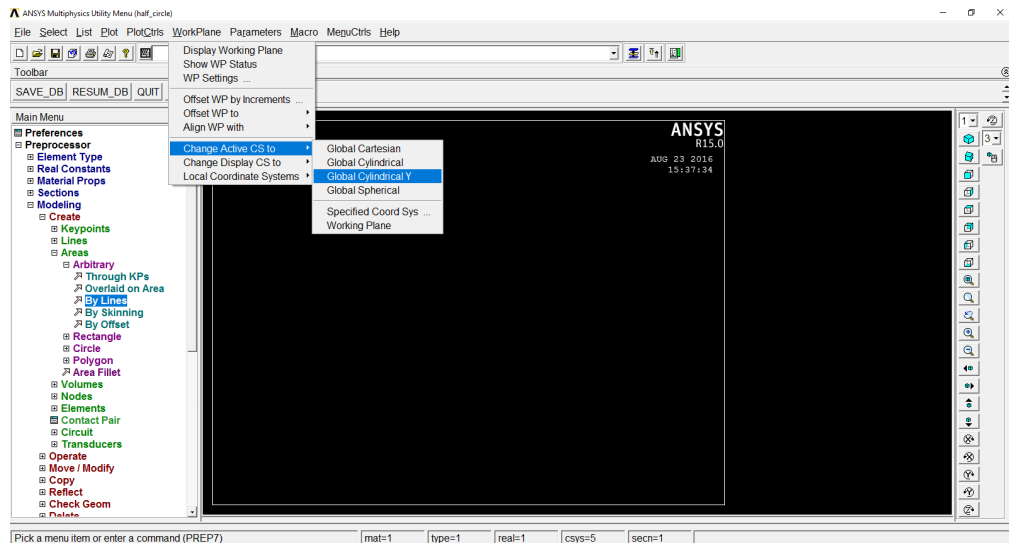 ANSYS Multiphysics Utility Menu (half_circle)
File Select List Plot PlotCtrls WorkPlane Parameters Macro MenuCtrls Help
Toolbar
SAVE_DB RESUM_DB QUIT
Display Working Plane
Show WP Status
WP Settings ...
Offset WP by Increments ...
Offset WP to
Align WP with
Change Active CS to
Change Display CS to
Local Coordinate Systems
Global Cartesian
Global Cylindrical
Global Cylindrical Y
Global Spherical
Specified Coord Sys ...
Working Plane
Main Menu
Preferences
Preprocessor
Element Type
Real Constants
Material Props
Sections
Modeling
Create
Keypoints
Lines
Areas
Arbitrary
Through KPs
Overlaid on Area
By Lines
By Skinning
By Offset
Rectangle
Circle
Polygon
Area Fillet
Volumes
Nodes
Elements
Contact Pair
Circuit
Transducers
Operate
Move / Modify
Copy
Reflect
Check Geom
Delete
ANSYS
R15.0
AUG 23 2016
15:37:34
1
3
Pick a menu item or enter a command (PREP7) mat=1 type=1 real=1 csys=5 secn=1